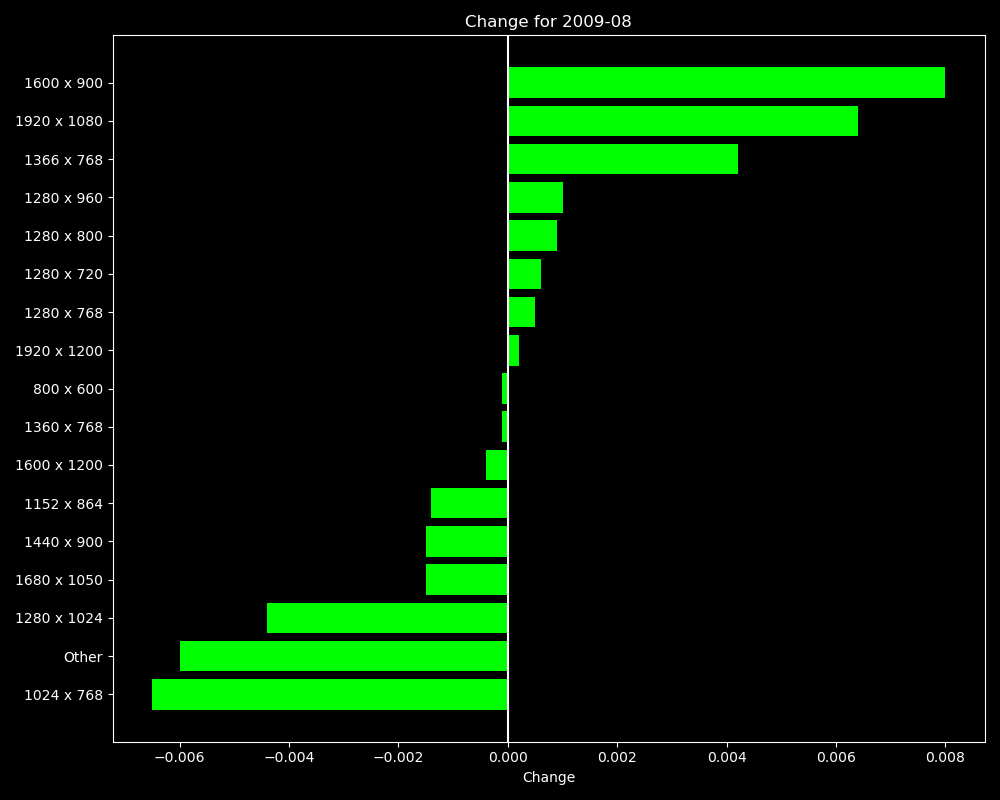 Change for 2009-08
1600 x 900
1920 x 1080
1366 x 768
1280 x 960
1280 x 800
1280 x 720
1280 x 768
1920 x 1200
800 x 600
1360 x 768
1600 x 1200
1152 x 864
1440 x 900
1680 x 1050
1280 x 1024
Other
1024 x 768
−0.006 −0.004 −0.002 0.000 0.002 0.004 0.006 0.008
Change